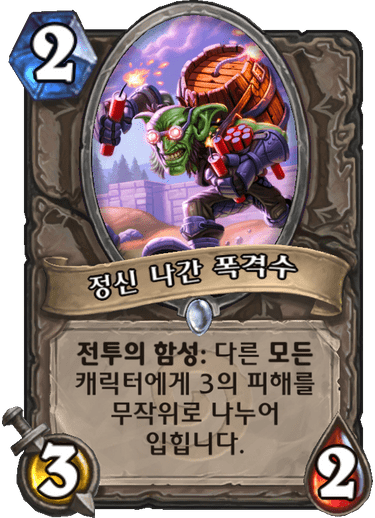 2
정신 나간 폭격수
전투의 함성: 다른 모든
캐릭터에게 3의 피해를
무작위로 나누어
입힙니다.
3
2